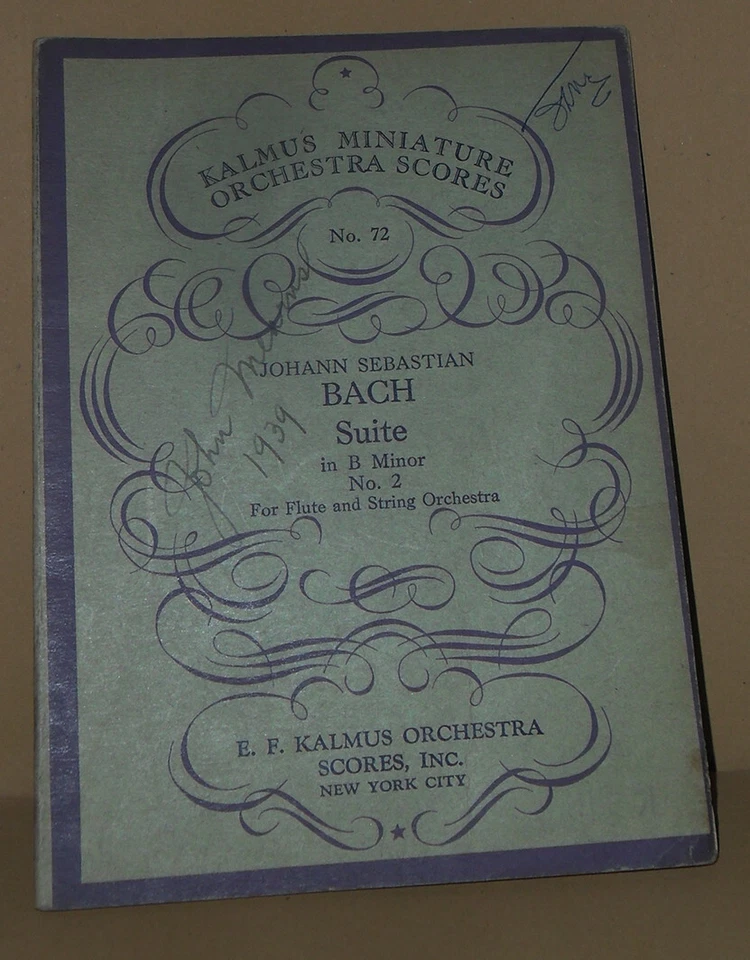 KALMUS MINIATURE
ORCHESTRA SCORES
No. 72
JOHANN SEBASTIAN
BACH
Suite
in B Minor
No. 2
For Flute and String Orchestra
John
1939
E. F. KALMUS ORCHESTRA
SCORES, INC.
NEW YORK CITY